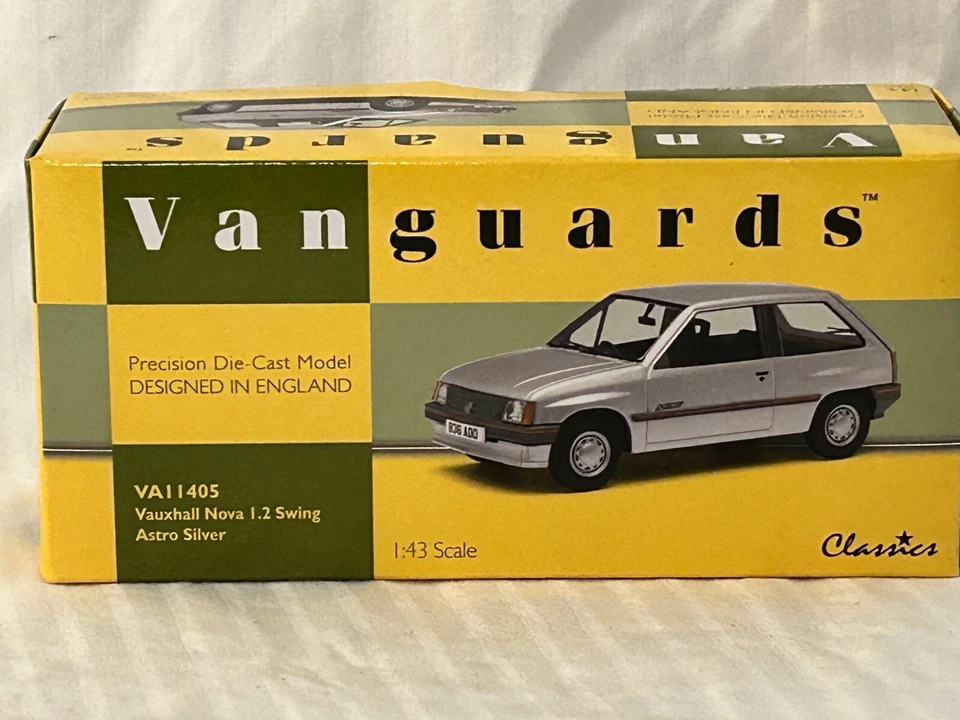 Vanguards™
Vanguards™
Precision Die-Cast Model
DESIGNED IN ENGLAND
VA11405
Vauxhall Nova 1.2 Swing
Astro Silver
1:43 Scale
Classics